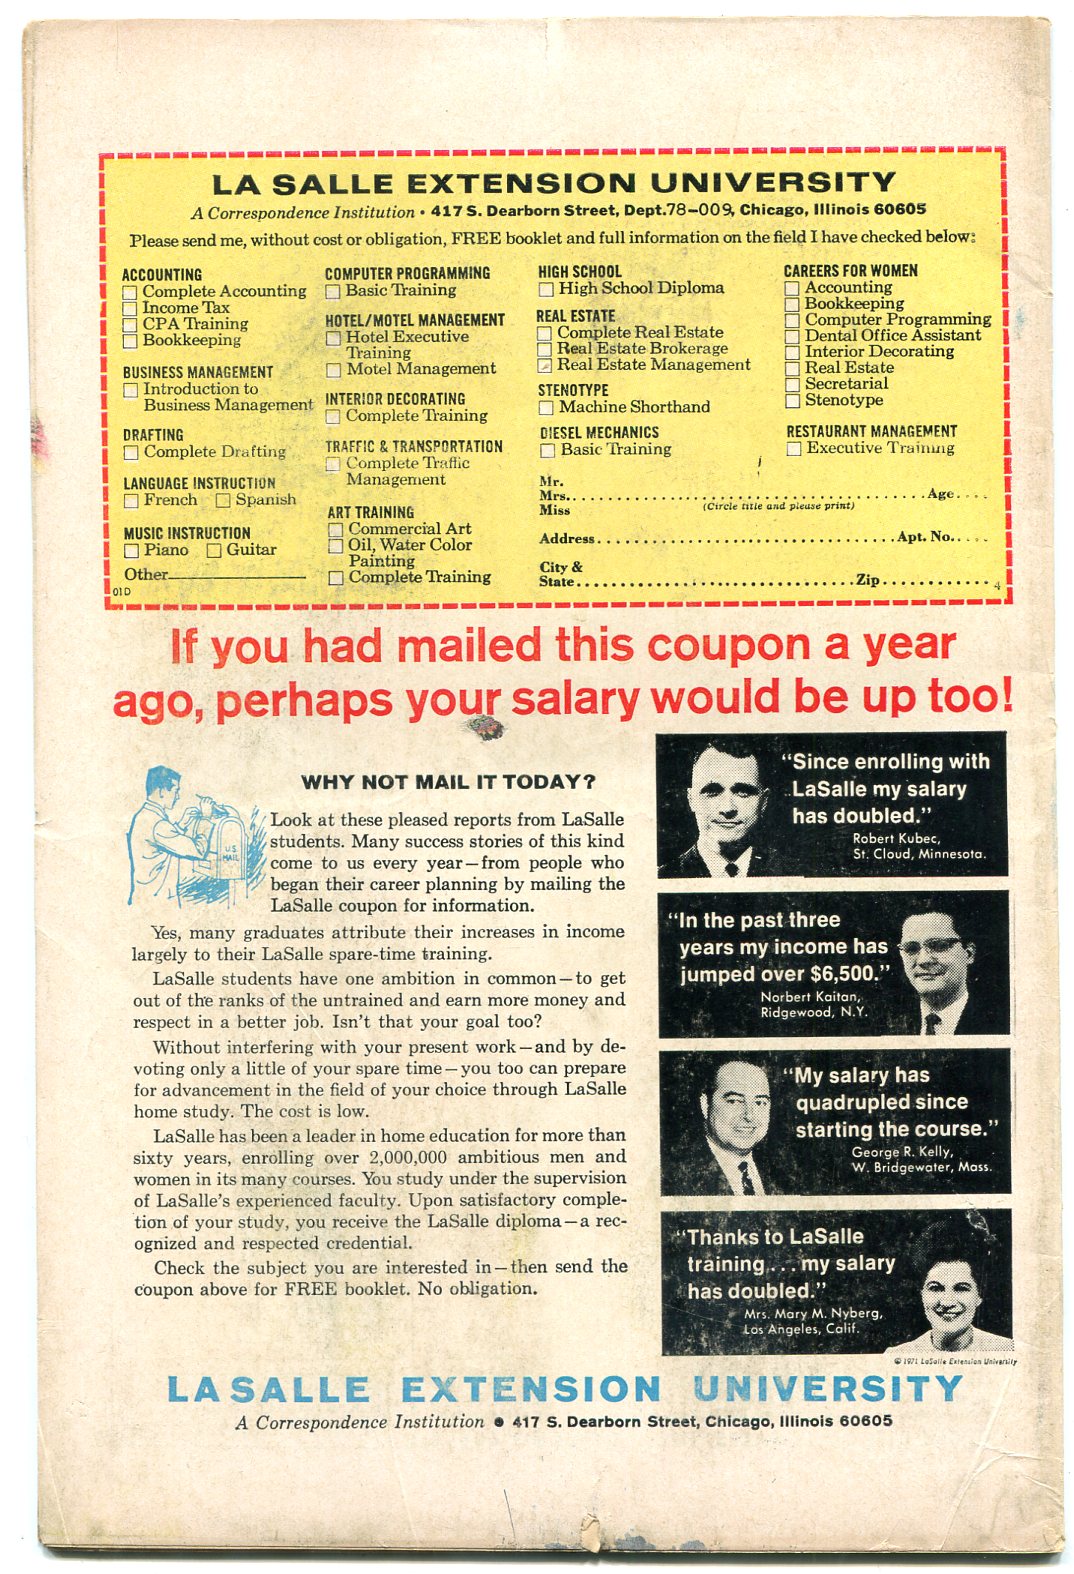 LA SALLE EXTENSION UNIVERSITY
A Correspondence Institution • 417 S. Dearborn Street, Dept. 78-009, Chicago, Illinois 60605
Please send me, without cost or obligation, FREE booklet and full information on the field I have checked below:
ACCOUNTING
Complete Accounting
Income Tax
CPA Training
Bookkeeping
BUSINESS MANAGEMENT
Introduction to
Business Management
DRAFTING
Complete Drafting
LANGUAGE INSTRUCTION
French Spanish
MUSIC INSTRUCTION
Piano Guitar
Other
01D
COMPUTER PROGRAMMING
Basic Training
HOTEL/MOTEL MANAGEMENT
Hotel Executive
Training
Motel Management
INTERIOR DECORATING
Complete Training
TRAFFIC & TRANSPORTATION
Complete Traffic
Management
ART TRAINING
Commercial Art
Oil, Water Color
Painting
Complete Training
HIGH SCHOOL
High School Diploma
REAL ESTATE
Complete Real Estate
Real Estate Brokerage
Real Estate Management
STENOTYPE
Machine Shorthand
DIESEL MECHANICS
Basic Training
CAREERS FOR WOMEN
Accounting
Bookkeeping
Computer Programming
Dental Office Assistant
Interior Decorating
Real Estate
Secretarial
Stenotype
RESTAURANT MANAGEMENT
Executive Training
Mr.
Mrs. Age
Miss (Circle title and please print)
Address Apt. No.
City &
State Zip 4
If you had mailed this coupon a year
ago, perhaps your salary would be up too!
WHY NOT MAIL IT TODAY?
U.S.
MAIL
Look at these pleased reports from LaSalle
students. Many success stories of this kind
come to us every year—from people who
began their career planning by mailing the
LaSalle coupon for information.
Yes, many graduates attribute their increases in income
largely to their LaSalle spare-time training.
LaSalle students have one ambition in common—to get
out of the ranks of the untrained and earn more money and
respect in a better job. Isn't that your goal too?
Without interfering with your present work—and by de-
voting only a little of your spare time—you too can prepare
for advancement in the field of your choice through LaSalle
home study. The cost is low.
LaSalle has been a leader in home education for more than
sixty years, enrolling over 2,000,000 ambitious men and
women in its many courses. You study under the supervision
of LaSalle's experienced faculty. Upon satisfactory comple-
tion of your study, you receive the LaSalle diploma—a rec-
ognized and respected credential.
Check the subject you are interested in—then send the
coupon above for FREE booklet. No obligation.
"Since enrolling with
LaSalle my salary
has doubled."
Robert Kubec,
St. Cloud, Minnesota.
"In the past three
years my income has
jumped over $6,500."
Norbert Kaitan,
Ridgewood, N.Y.
"My salary has
quadrupled since
starting the course."
George R. Kelly,
W. Bridgewater, Mass.
"Thanks to LaSalle
training...my salary
has doubled."
Mrs. Mary M. Nyberg,
Los Angeles, Calif.
© 1971 LaSalle Extension University
LA SALLE EXTENSION UNIVERSITY
A Correspondence Institution • 417 S. Dearborn Street, Chicago, Illinois 60605